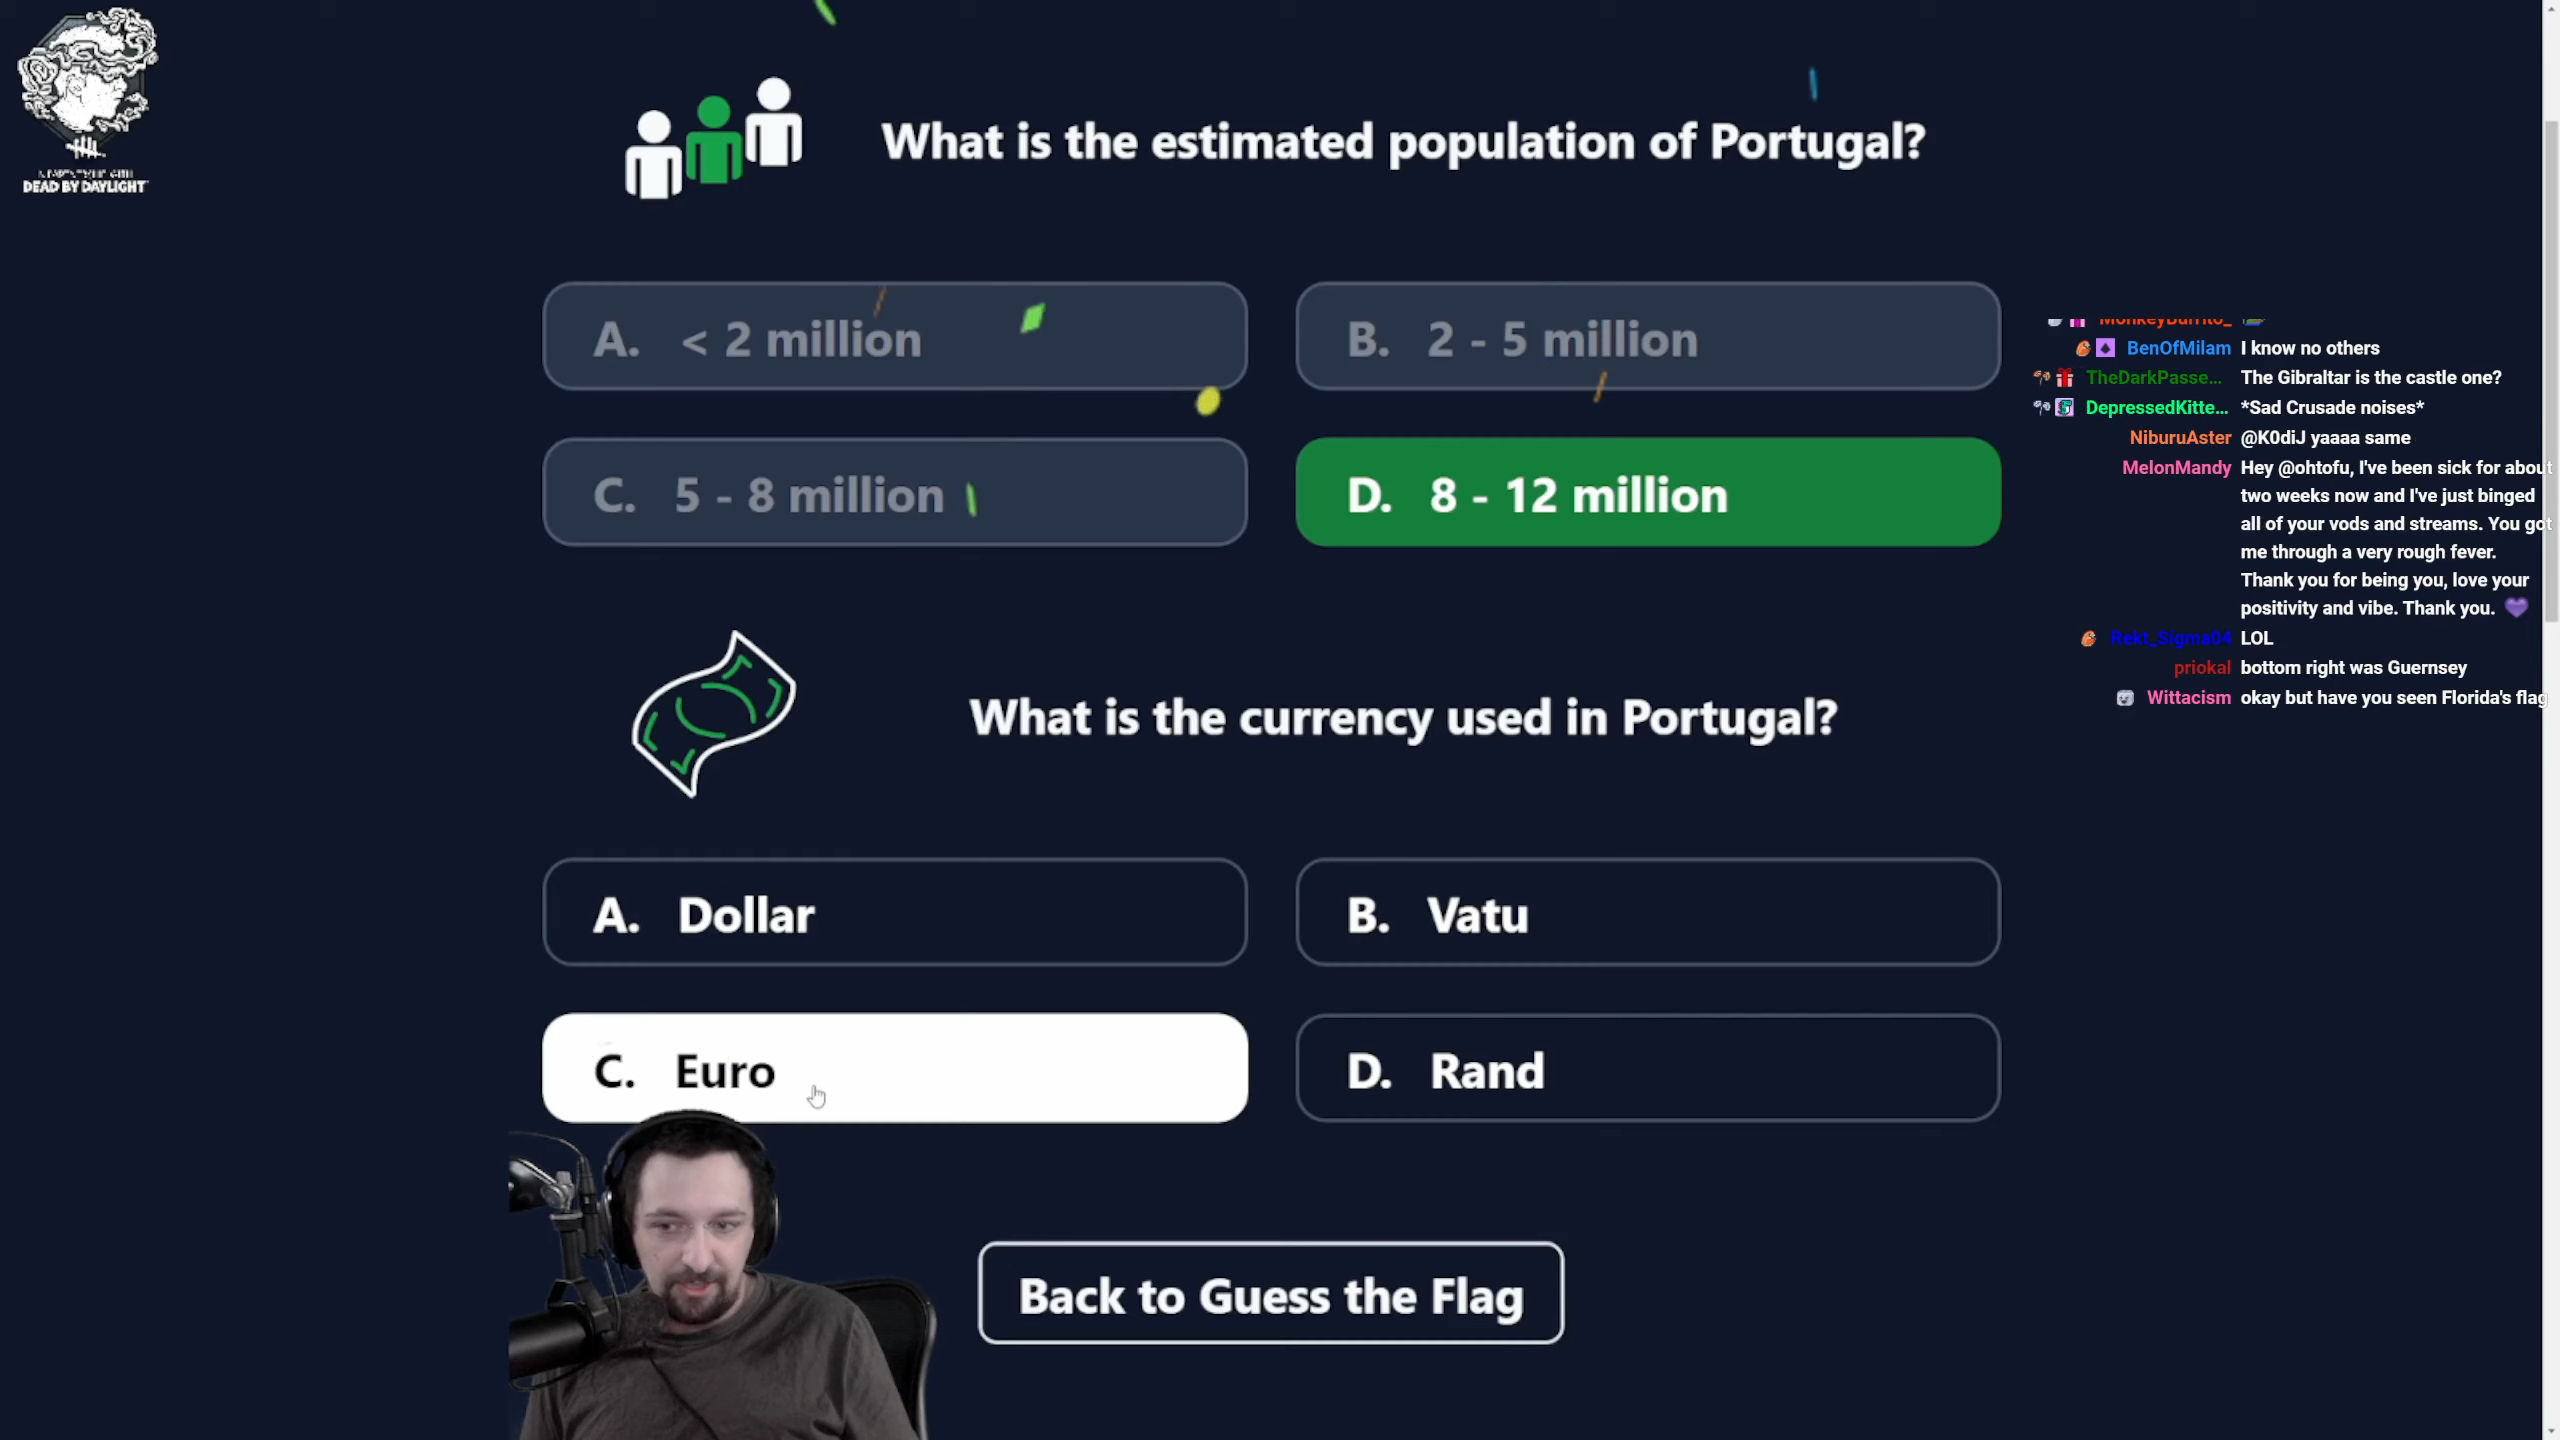 DEAD BY DAYLIGHT
What is the estimated population of Portugal?
A. < 2 million
B. 2 - 5 million
C. 5 - 8 million
D. 8 - 12 million
What is the currency used in Portugal?
A. Dollar
B. Vatu
C. Euro
D. Rand
Back to Guess the Flag
MonkeyBurrito_
BenOfMilam I know no others
TheDarkPasse... The Gibraltar is the castle one?
DepressedKitte... *Sad Crusade noises*
NiburuAster @K0diJ yaaaa same
MelonMandy Hey @ohtofu, I've been sick for about
two weeks now and I've just binged
all of your vods and streams. You got
me through a very rough fever.
Thank you for being you, love your
positivity and vibe. Thank you.
Rekt_Sigma04 LOL
priokal bottom right was Guernsey
Wittacism okay but have you seen Florida's flag